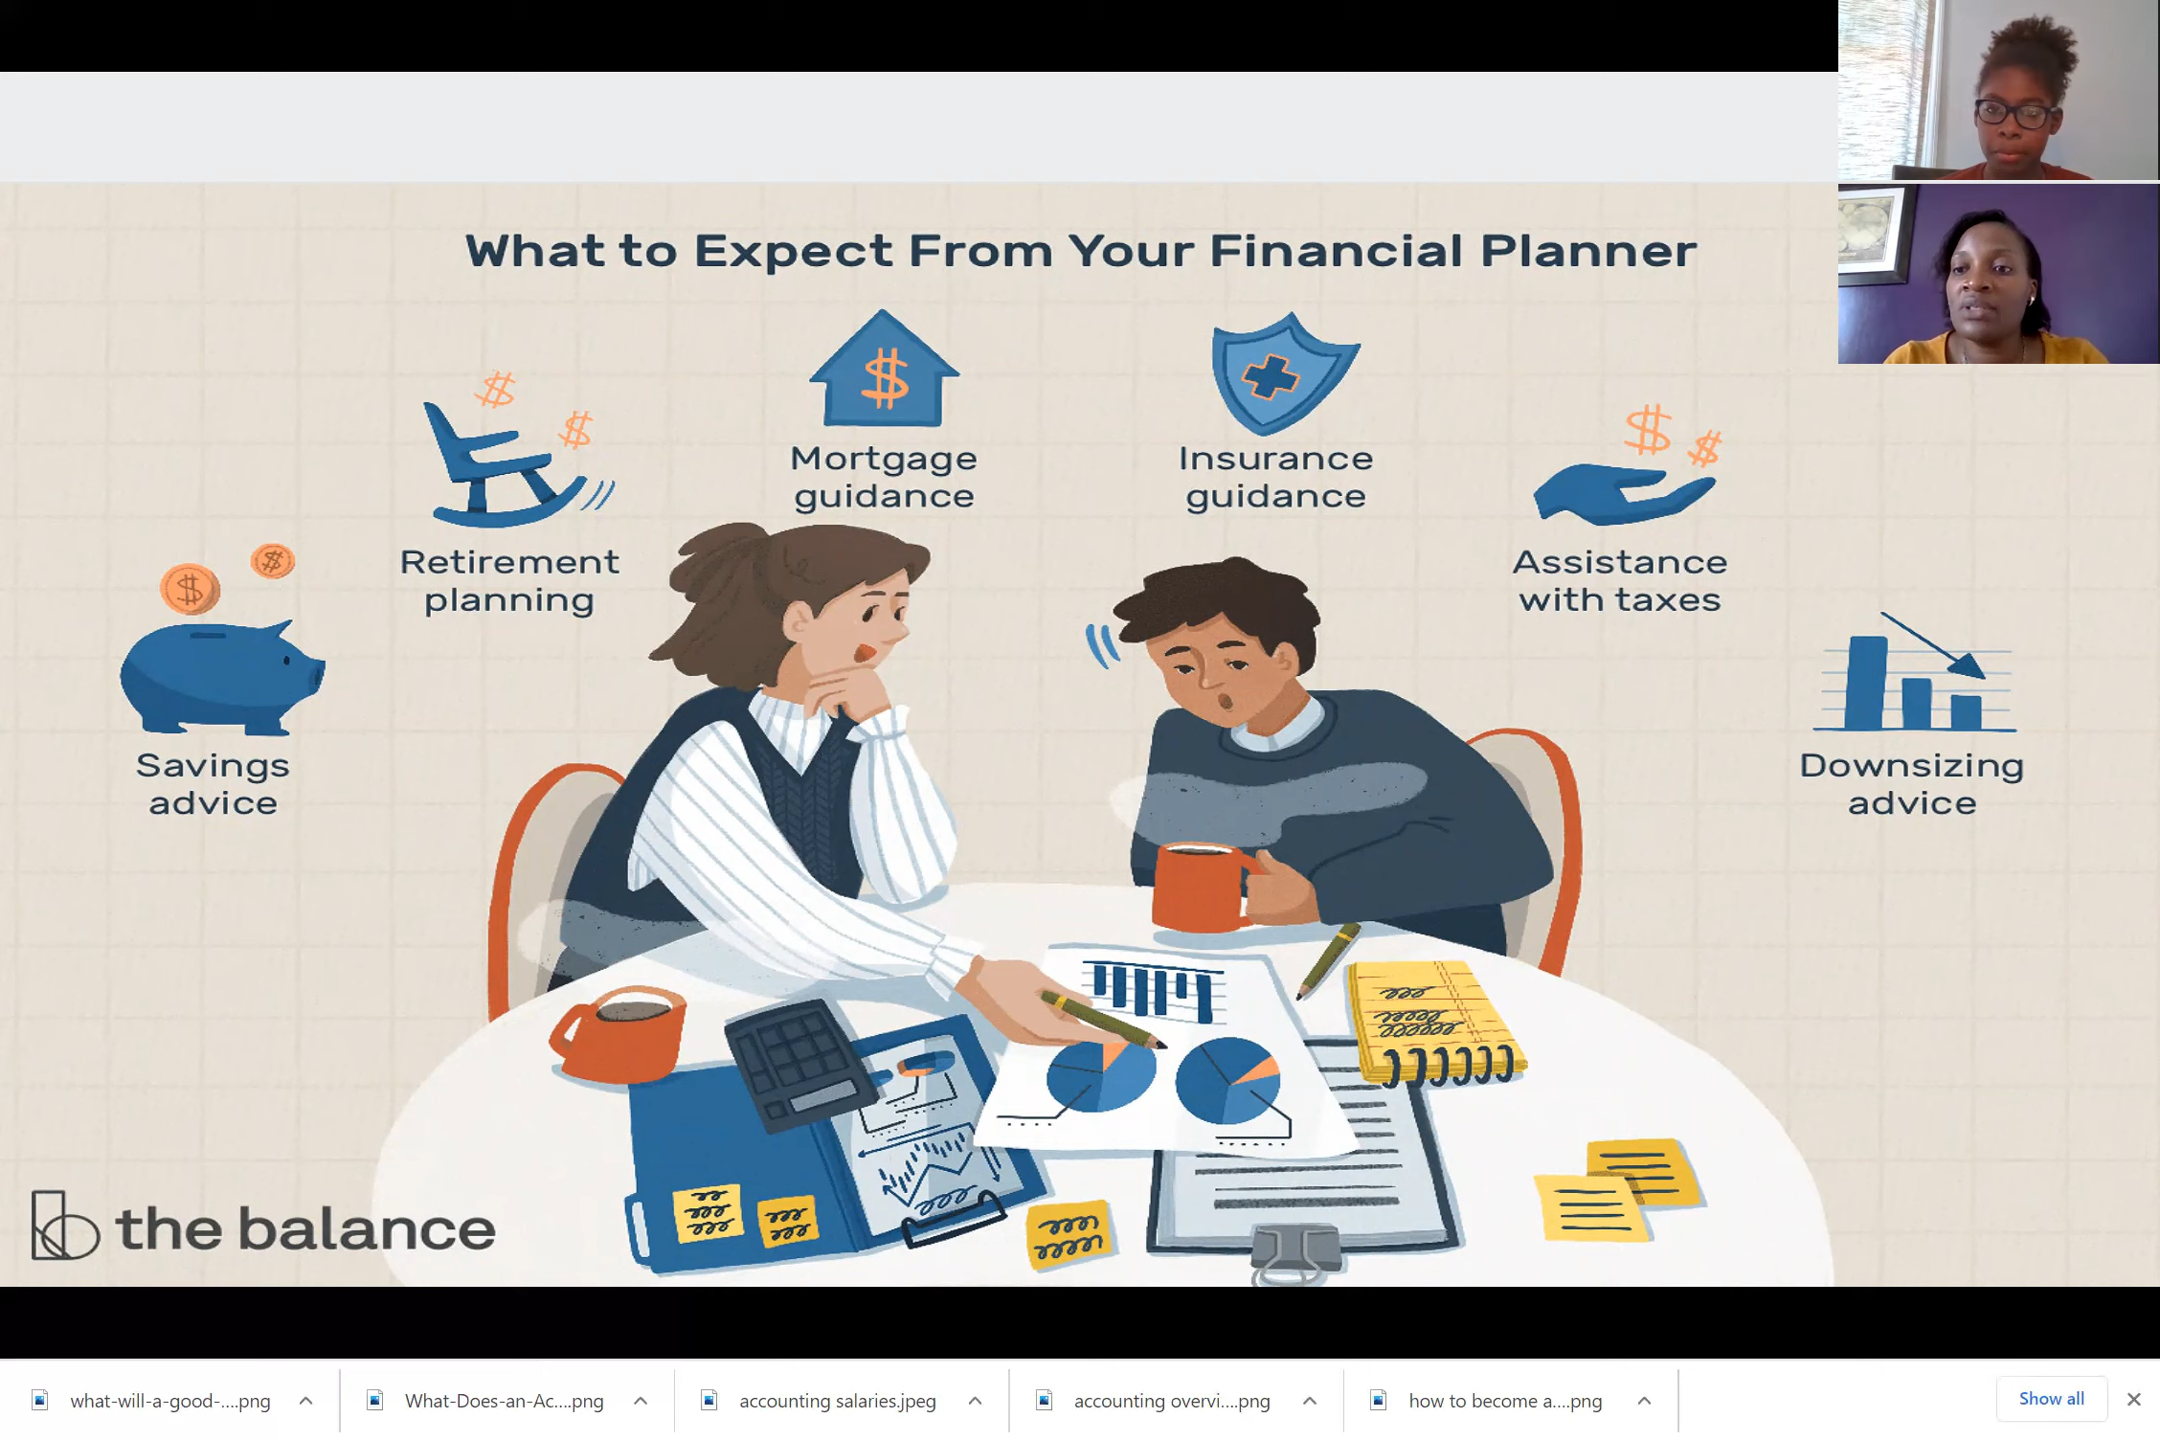 What to Expect From Your Financial Planner
$
Mortgage
guidance
Insurance
guidance
$ $
Retirement
planning
$ $
Assistance
with taxes
$ $
Savings
advice
Downsizing
advice
the balance
what-will-a-good-....png
What-Does-an-Ac....png
accounting salaries.jpeg
accounting overvi....png
how to become a....png
Show all